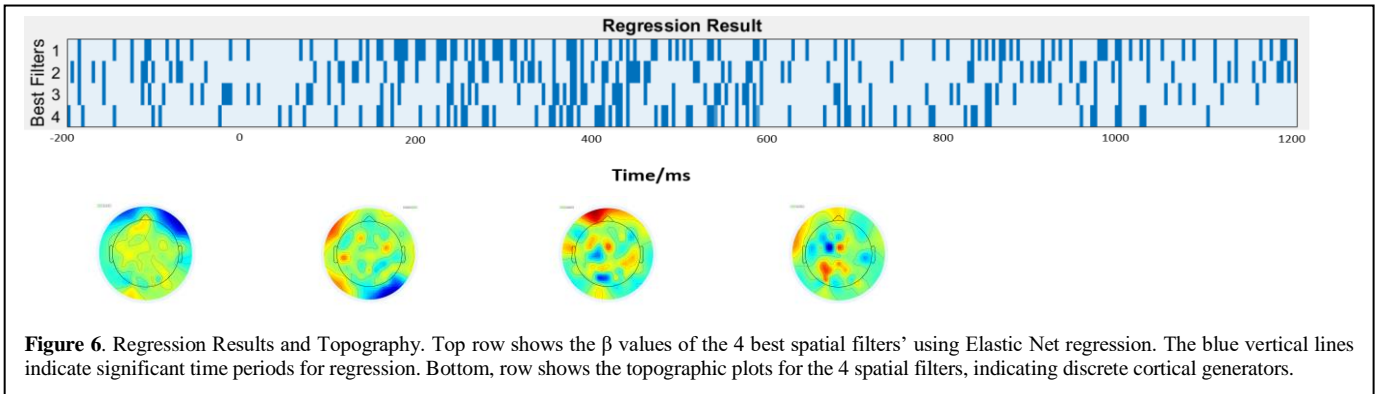 Regression Result
Best Filters
1
2
3
4
-200 0 200 400 600 800 1000 1200
Time/ms
Figure 6. Regression Results and Topography. Top row shows the β values of the 4 best spatial filters’ using Elastic Net regression. The blue vertical lines
indicate significant time periods for regression. Bottom, row shows the topographic plots for the 4 spatial filters, indicating discrete cortical generators.